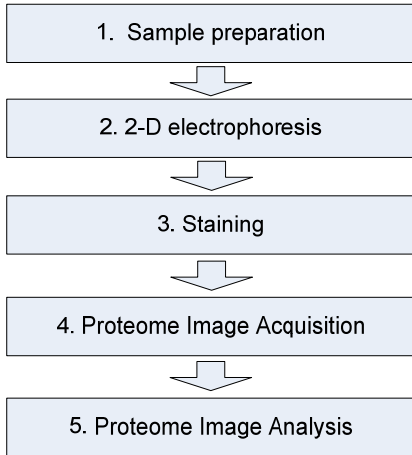 1. Sample preparation
2. 2-D electrophoresis
3. Staining
4. Proteome Image Acquisition
5. Proteome Image Analysis